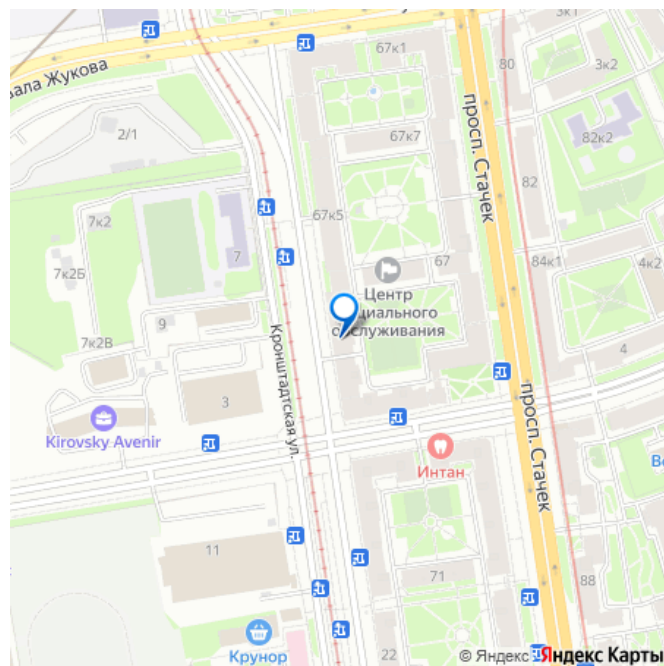 67к1
3к1
80
вала Жукова
3к2
просп. Стачек
2/1
67к7
82к2
82
7к2
67к5
7
67
84к1
4к2
7к2Б
Центр
циального
обслуживания
9
7к2В
4
Кронштадтская ул.
3
Kirovsky Avenir
просп. Стачек
Интан
Во
11
71
88
Крунор
22
© Яндекс
Яндекс Карты